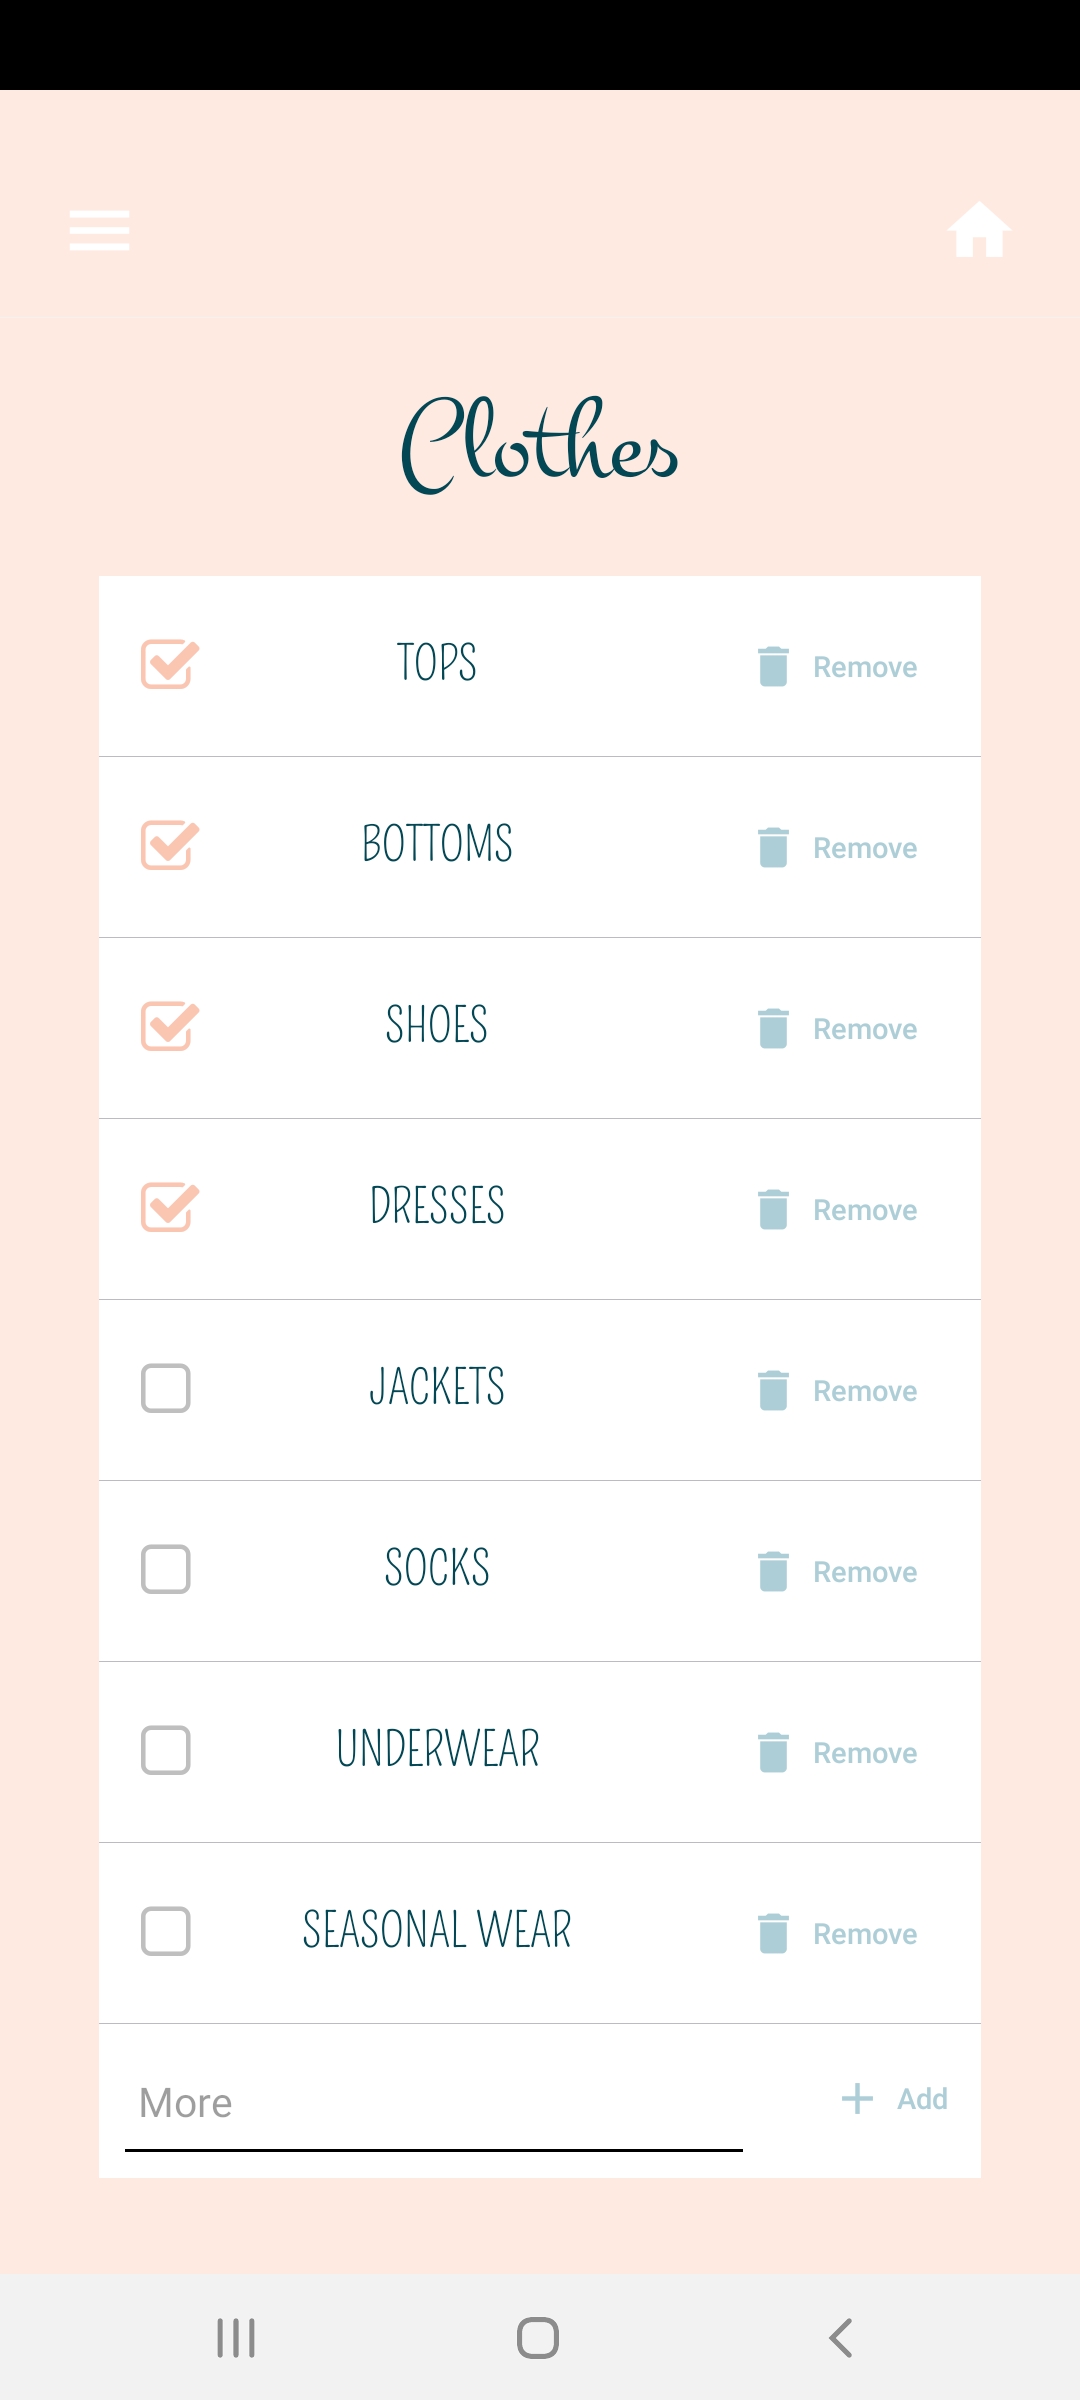 Clothes
TOPS Remove
BOTTOMS Remove
SHOES Remove
DRESSES Remove
JACKETS Remove
SOCKS Remove
UNDERWEAR Remove
SEASONAL WEAR Remove
More Add